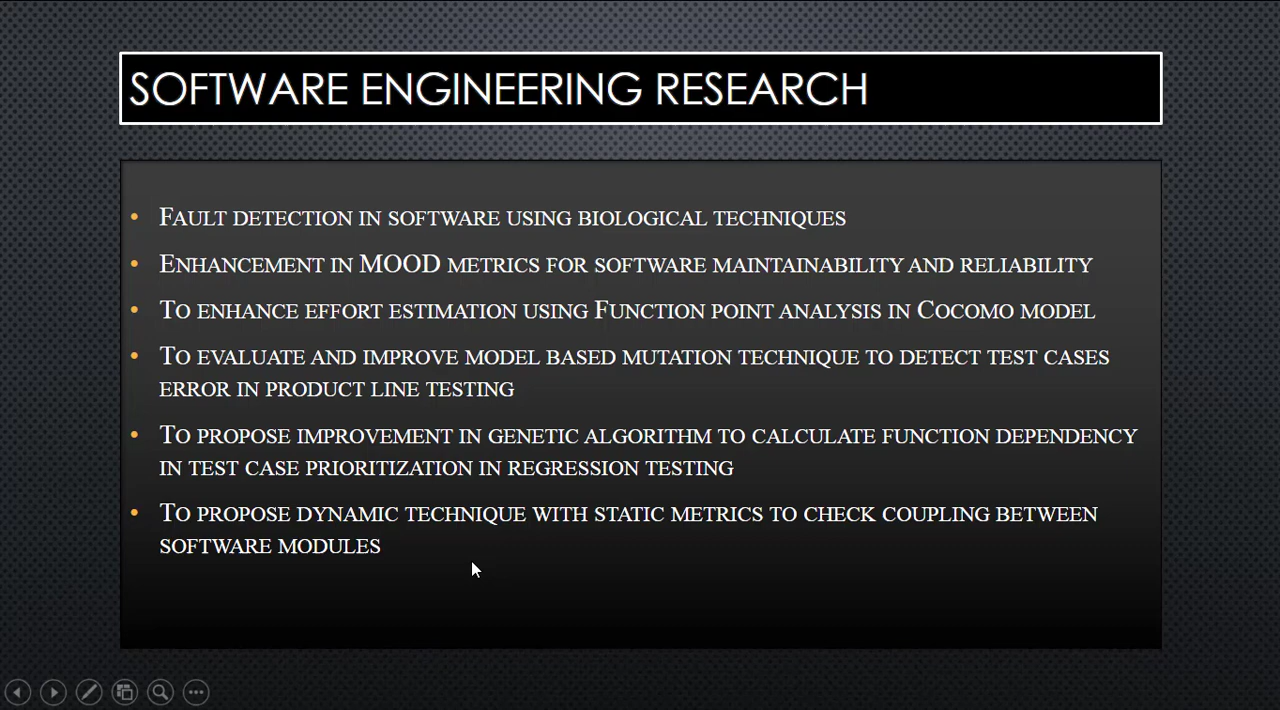 SOFTWARE ENGINEERING RESEARCH
• FAULT DETECTION IN SOFTWARE USING BIOLOGICAL TECHNIQUES
• ENHANCEMENT IN MOOD METRICS FOR SOFTWARE MAINTAINABILITY AND RELIABILITY
• TO ENHANCE EFFORT ESTIMATION USING FUNCTION POINT ANALYSIS IN COCOMO MODEL
• TO EVALUATE AND IMPROVE MODEL BASED MUTATION TECHNIQUE TO DETECT TEST CASES
ERROR IN PRODUCT LINE TESTING
• TO PROPOSE IMPROVEMENT IN GENETIC ALGORITHM TO CALCULATE FUNCTION DEPENDENCY
IN TEST CASE PRIORITIZATION IN REGRESSION TESTING
• TO PROPOSE DYNAMIC TECHNIQUE WITH STATIC METRICS TO CHECK COUPLING BETWEEN
SOFTWARE MODULES